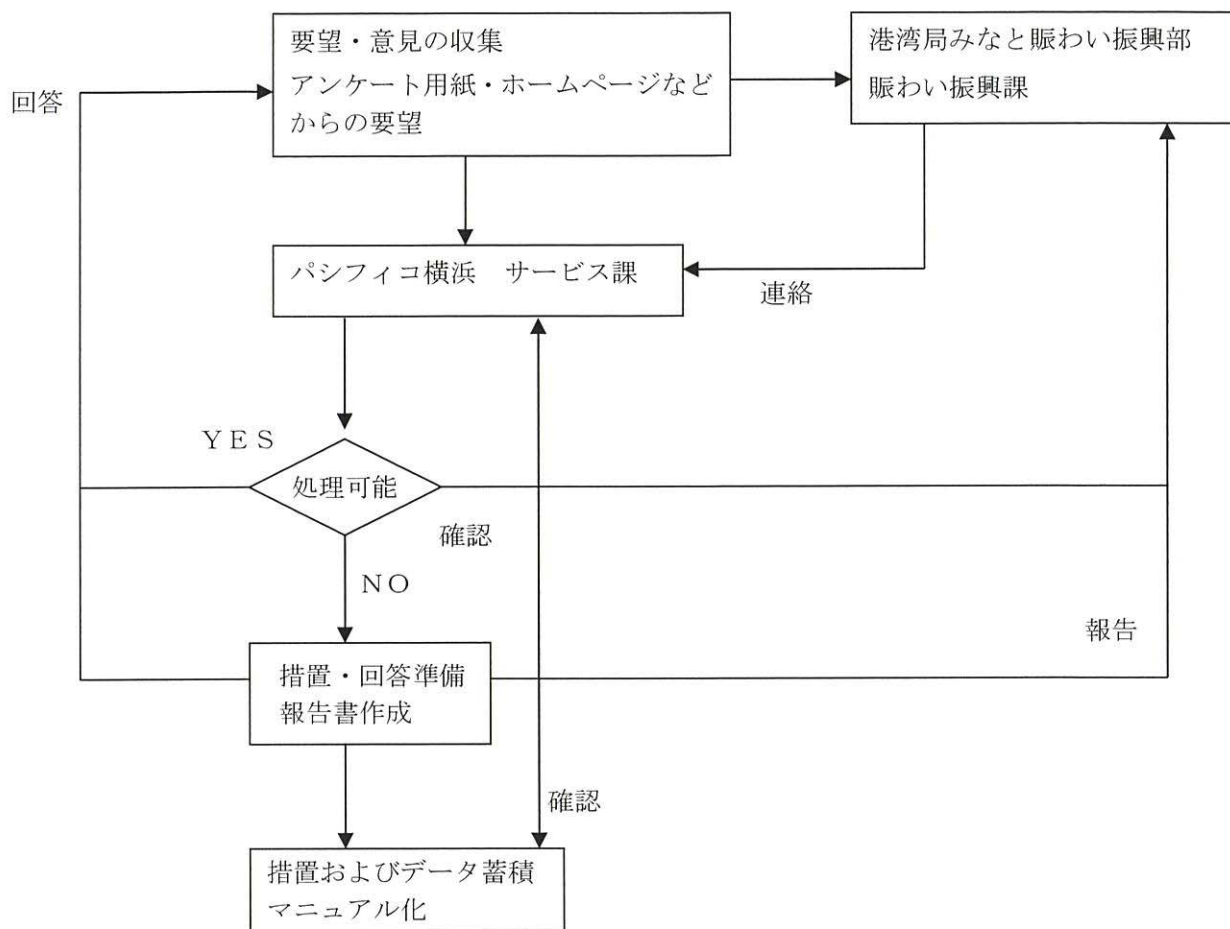 要望・意見の収集
アンケート用紙・ホームページなど
からの要望
港湾局みなと賑わい振興部
賑わい振興課
回答
パシフィコ横浜　サービス課
連絡
ＹＥＳ
処理可能
確認
ＮＯ
報告
措置・回答準備
報告書作成
確認
措置およびデータ蓄積
マニュアル化